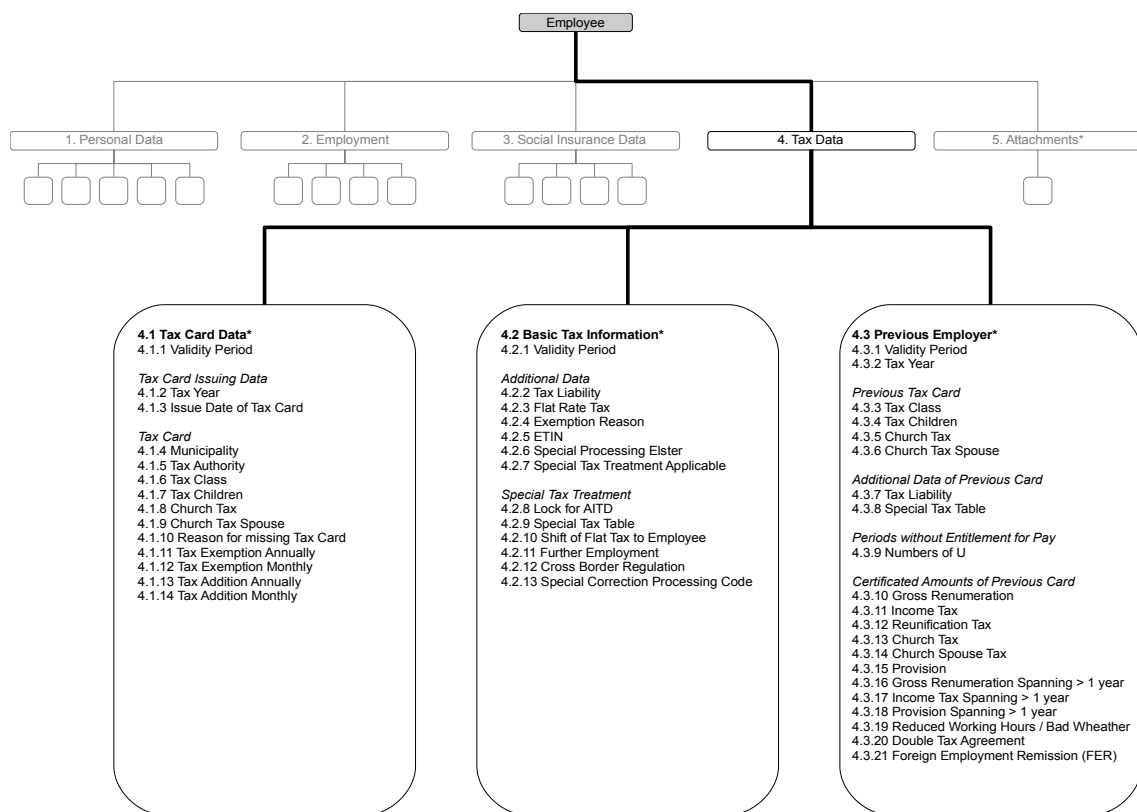 Employee
1. Personal Data
2. Employment
3. Social Insurance Data
4. Tax Data
5. Attachments*
4.1 Tax Card Data*
4.1.1 Validity Period
Tax Card Issuing Data
4.1.2 Tax Year
4.1.3 Issue Date of Tax Card
Tax Card
4.1.4 Municipality
4.1.5 Tax Authority
4.1.6 Tax Class
4.1.7 Tax Children
4.1.8 Church Tax
4.1.9 Church Tax Spouse
4.1.10 Reason for missing Tax Card
4.1.11 Tax Exemption Annually
4.1.12 Tax Exemption Monthly
4.1.13 Tax Addition Annually
4.1.14 Tax Addition Monthly
4.2 Basic Tax Information*
4.2.1 Validity Period
Additional Data
4.2.2 Tax Liability
4.2.3 Flat Rate Tax
4.2.4 Exemption Reason
4.2.5 ETIN
4.2.6 Special Processing Elster
4.2.7 Special Tax Treatment Applicable
Special Tax Treatment
4.2.8 Lock for AITD
4.2.9 Special Tax Table
4.2.10 Shift of Flat Tax to Employee
4.2.11 Further Employment
4.2.12 Cross Border Regulation
4.2.13 Special Correction Processing Code
4.3 Previous Employer*
4.3.1 Validity Period
4.3.2 Tax Year
Previous Tax Card
4.3.3 Tax Class
4.3.4 Tax Children
4.3.5 Church Tax
4.3.6 Church Tax Spouse
Additional Data of Previous Card
4.3.7 Tax Liability
4.3.8 Special Tax Table
Periods without Entitlement for Pay
4.3.9 Numbers of U
Certificated Amounts of Previous Card
4.3.10 Gross Renumeration
4.3.11 Income Tax
4.3.12 Reunification Tax
4.3.13 Church Tax
4.3.14 Church Spouse Tax
4.3.15 Provision
4.3.16 Gross Renumeration Spanning > 1 year
4.3.17 Income Tax Spanning > 1 year
4.3.18 Provision Spanning > 1 year
4.3.19 Reduced Working Hours / Bad Wheather
4.3.20 Double Tax Agreement
4.3.21 Foreign Employment Remission (FER)